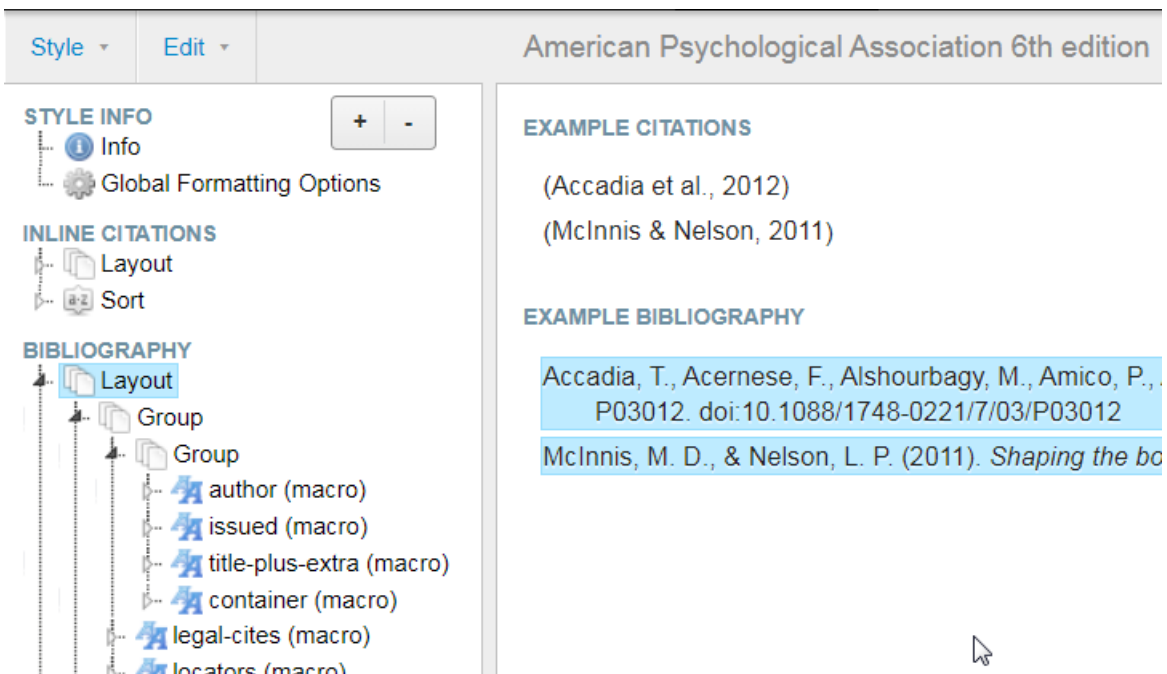 Style
Edit
American Psychological Association 6th edition
STYLE INFO
+ -
Info
Global Formatting Options
INLINE CITATIONS
Layout
a-z Sort
BIBLIOGRAPHY
Layout
Group
Group
author (macro)
issued (macro)
title-plus-extra (macro)
container (macro)
legal-cites (macro)
locators (macro)
EXAMPLE CITATIONS
(Accadia et al., 2012)
(McInnis & Nelson, 2011)
EXAMPLE BIBLIOGRAPHY
Accadia, T., Acernese, F., Alshourbagy, M., Amico, P.,
P03012. doi:10.1088/1748-0221/7/03/P03012
McInnis, M. D., & Nelson, L. P. (2011). Shaping the bo